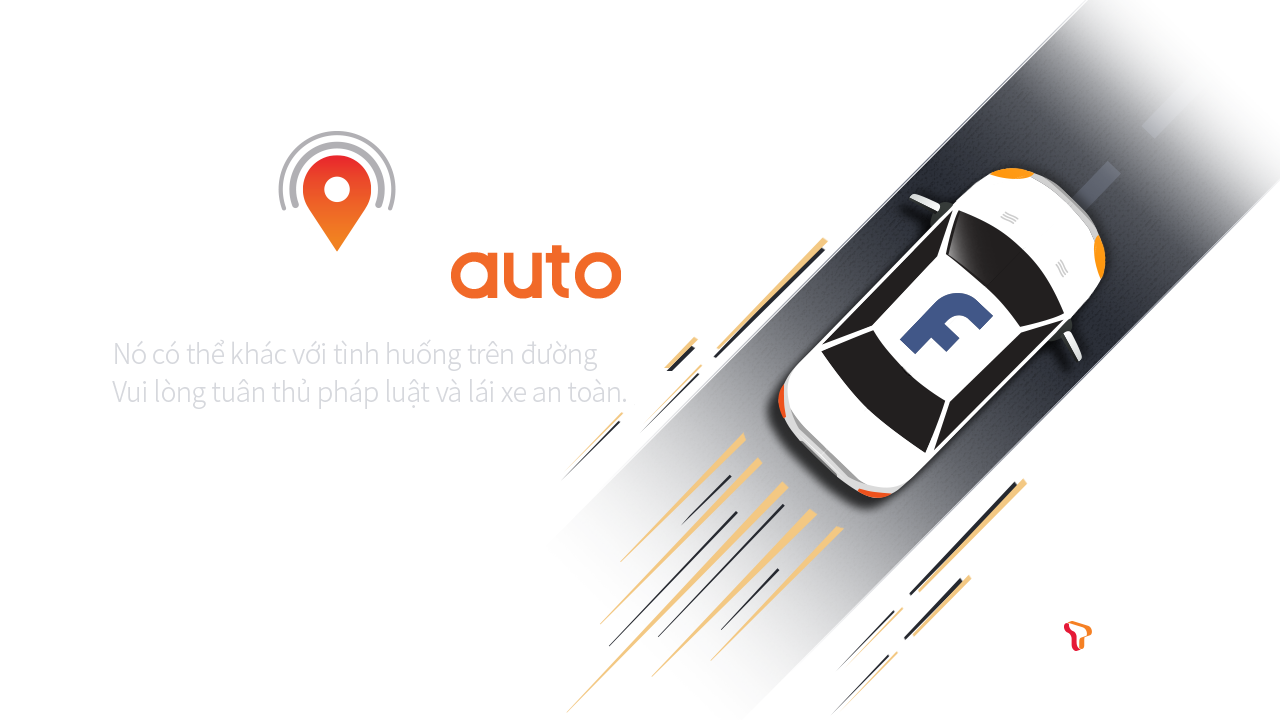 auto
Nó có thể khác với tình huống trên đường
Vui lòng tuân thủ pháp luật và lái xe an toàn.
F